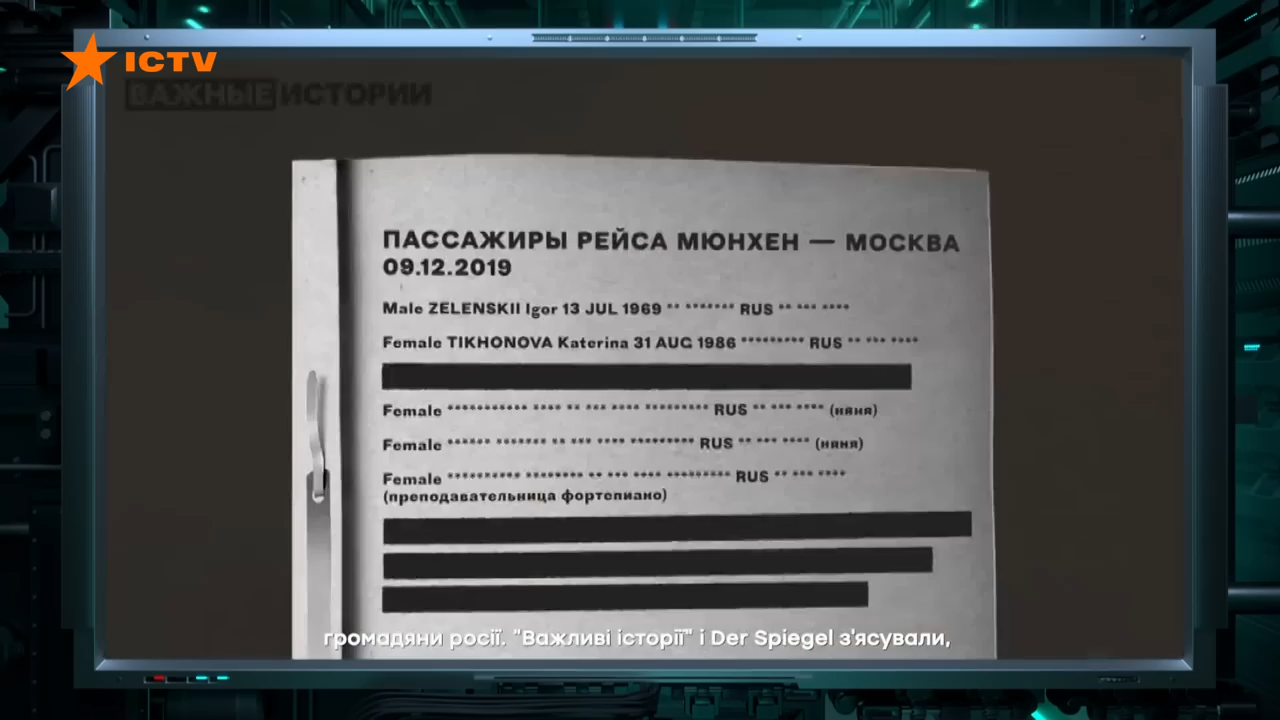 ICTV
ВАЖНЫЕ ИСТОРИИ
ПАССАЖИРЫ РЕЙСА МЮНХЕН — МОСКВА
09.12.2019
Male ZELENSKII Igor 13 JUL 1969 ** ******* RUS ** *** ****
Female TIKHONOVA Katerina 31 AUG 1986 ********* RUS ** *** ****
Female *********** **** ** *** **** ********* RUS ** *** **** (няня)
Female ****** ******* ** *** **** ********* RUS ** *** **** (няня)
Female ******* ******** ** *** **** ********* RUS ** *** ****
(преподавательница фортепиано)
громадяни росії. "Важливі історії" і Der Spiegel з'ясували,